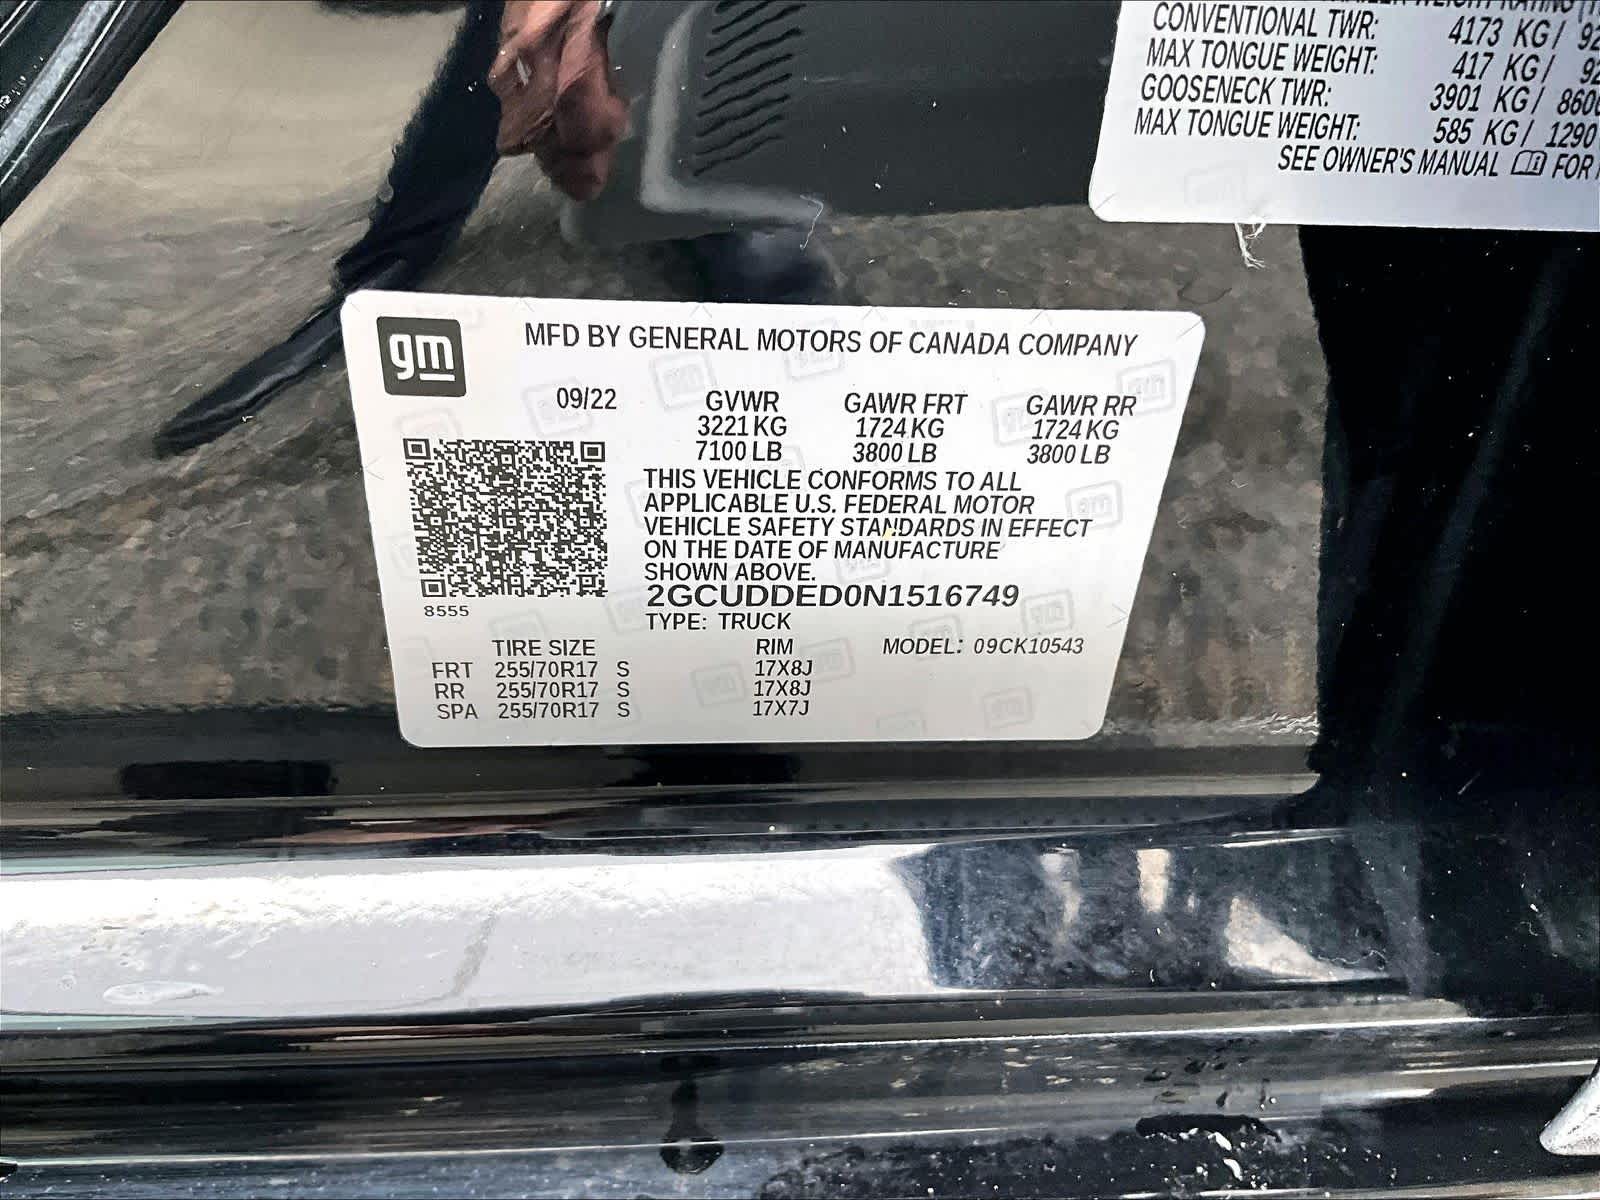 WEIGHT RATING
CONVENTIONAL TWR: 4173 KG/
MAX TONGUE WEIGHT: 417 KG/
GOOSENECK TWR: 3901 KG/ 8600
MAX TONGUE WEIGHT: 585 KG/ 1290
SEE OWNER'S MANUAL FOR
gm
MFD BY GENERAL MOTORS OF CANADA COMPANY
09/22 GVWR GAWR FRT GAWR RR
3221 KG 1724 KG 1724 KG
7100 LB 3800 LB 3800 LB
THIS VEHICLE CONFORMS TO ALL
APPLICABLE U.S. FEDERAL MOTOR
VEHICLE SAFETY STANDARDS IN EFFECT
ON THE DATE OF MANUFACTURE
SHOWN ABOVE.
2GCUDDED0N1516749
8555
TYPE: TRUCK
TIRE SIZE RIM MODEL: 09CK10543
FRT 255/70R17 S 17X8J
RR 255/70R17 S 17X8J
SPA 255/70R17 S 17X7J